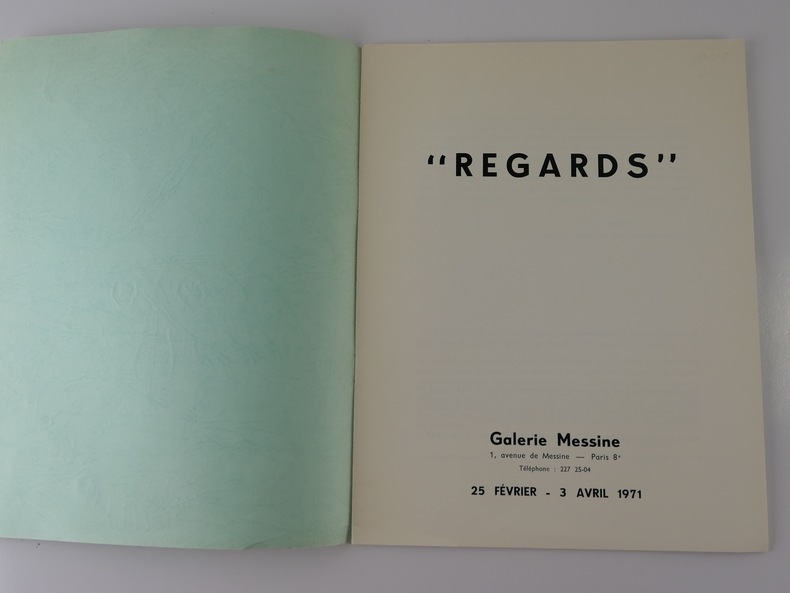 “REGARDS”
Galerie Messine
1, avenue de Messine — Paris 8e
Téléphone : 227 25-04
25 FÉVRIER - 3 AVRIL 1971